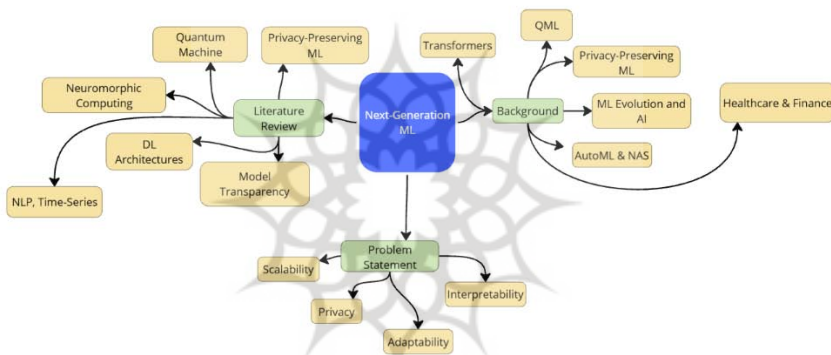 Quantum
Machine
Privacy-Preserving
ML
Neuromorphic
Computing
Literature
Review
DL
Architectures
Model
Transparency
NLP, Time-Series
Next-Generation
ML
Transformers
QML
Privacy-Preserving
ML
Background
ML Evolution and
AI
AutoML & NAS
Healthcare & Finance
Problem
Statement
Scalability
Privacy
Adaptability
Interpretability